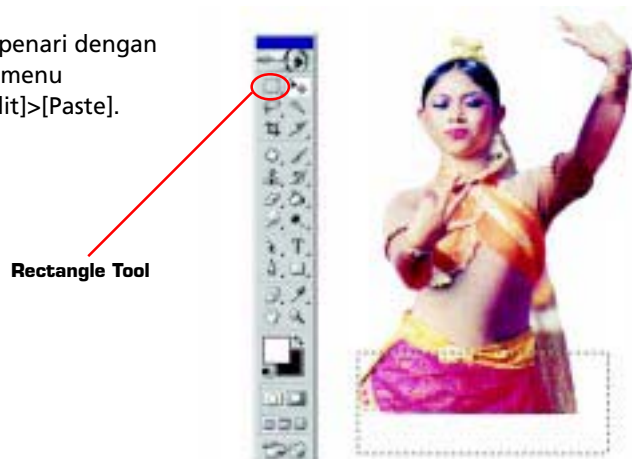 penari dengan
menu
lit]>[Paste].
Rectangle Tool
T